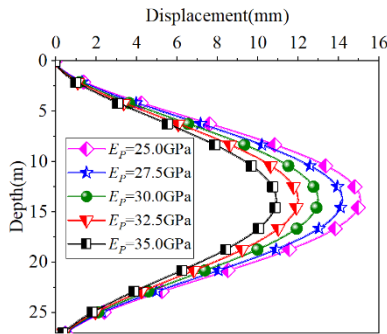 Displacement(mm)
0 2 4 6 8 10 12 14 16
0
5
10
15
20
25
Depth(m)
E_P=25.0GPa
E_P=27.5GPa
E_P=30.0GPa
E_P=32.5GPa
E_P=35.0GPa